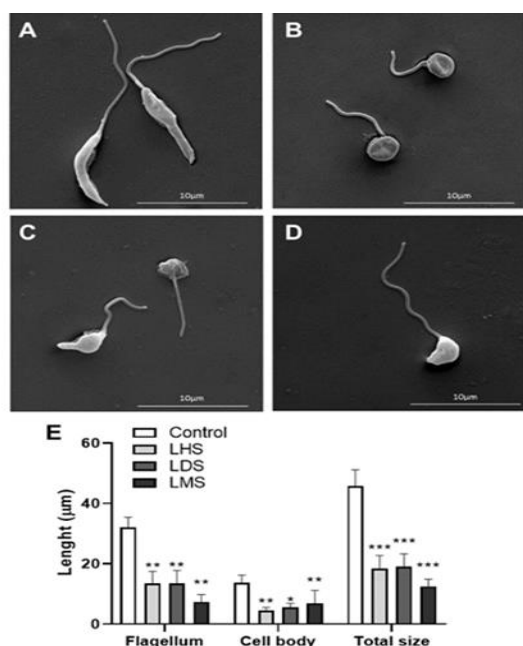 A
10µm
B
10µm
C
10µm
D
10µm
E
Control
LHS
LDS
LMS
Lenght (µm)
60
40
20
0
** ** **
** * **
*** *** ***
Flagellum Cell body Total size